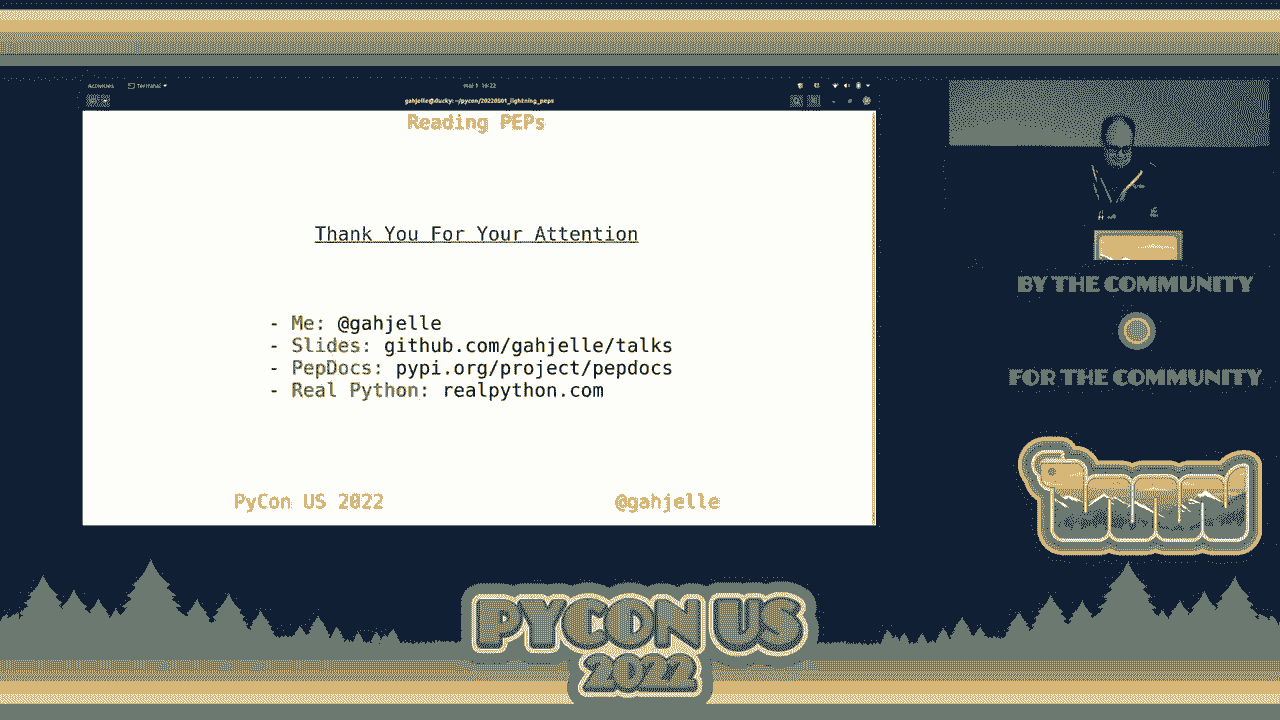 Activities Terminal
mai 1 16:22
gahjelle@ducky: ~/pycon/20220501_lightning_peps
Reading PEPs
Thank You For Your Attention
- Me: @gahjelle
- Slides: github.com/gahjelle/talks
- PepDocs: pypi.org/project/pepdocs
- Real Python: realpython.com
PyCon US 2022 @gahjelle
BY THE COMMUNITY
FOR THE COMMUNITY
PYCON US
2022